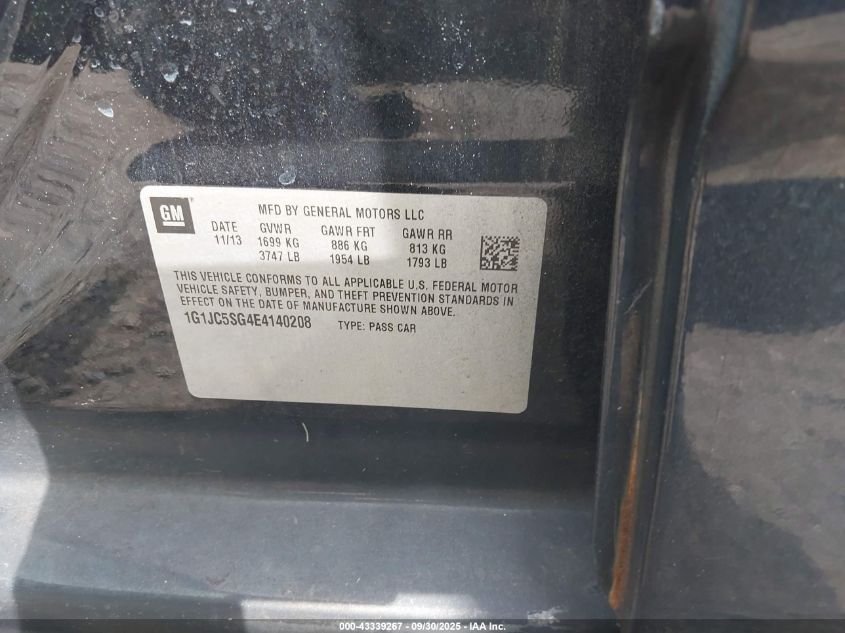 GM
MFD BY GENERAL MOTORS LLC
DATE GVWR GAWR FRT GAWR RR
11/13 1699 KG 886 KG 813 KG
3747 LB 1954 LB 1793 LB
THIS VEHICLE CONFORMS TO ALL APPLICABLE U.S. FEDERAL MOTOR
VEHICLE SAFETY, BUMPER, AND THEFT PREVENTION STANDARDS IN
EFFECT ON THE DATE OF MANUFACTURE SHOWN ABOVE.
1G1JC5SG4E4140208 TYPE: PASS CAR
000-43339267 - 09/30/2025 - IAA Inc.